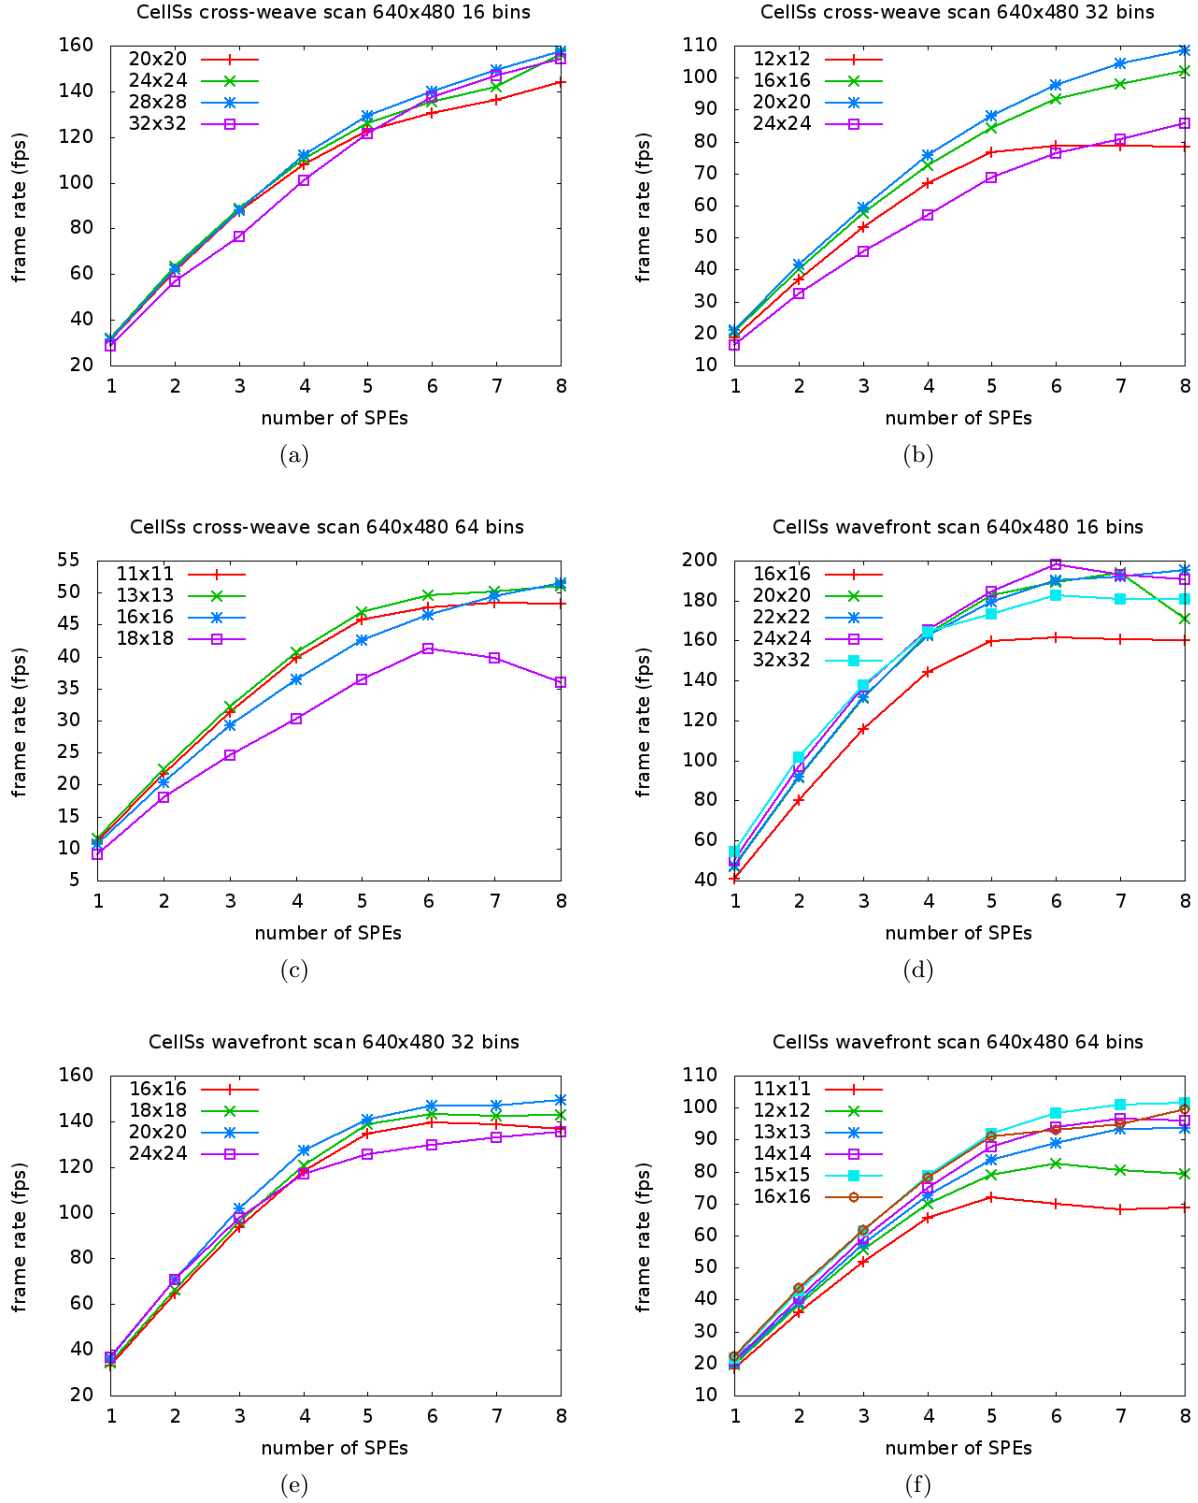 CellSs cross-weave scan 640x480 16 bins
160
140
120
100
80
60
40
20
20x20
24x24
28x28
32x32
frame rate (fps)
1 2 3 4 5 6 7 8
number of SPEs
(a)
CellSs cross-weave scan 640x480 32 bins
110
100
90
80
70
60
50
40
30
20
10
12x12
16x16
20x20
24x24
frame rate (fps)
1 2 3 4 5 6 7 8
number of SPEs
(b)
CellSs cross-weave scan 640x480 64 bins
55
50
45
40
35
30
25
20
15
10
5
11x11
13x13
16x16
18x18
frame rate (fps)
1 2 3 4 5 6 7 8
number of SPEs
(c)
CellSs wavefront scan 640x480 16 bins
200
180
160
140
120
100
80
60
40
16x16
20x20
22x22
24x24
32x32
frame rate (fps)
1 2 3 4 5 6 7 8
number of SPEs
(d)
CellSs wavefront scan 640x480 32 bins
160
140
120
100
80
60
40
20
16x16
18x18
20x20
24x24
frame rate (fps)
1 2 3 4 5 6 7 8
number of SPEs
(e)
CellSs wavefront scan 640x480 64 bins
110
100
90
80
70
60
50
40
30
20
10
11x11
12x12
13x13
14x14
15x15
16x16
frame rate (fps)
1 2 3 4 5 6 7 8
number of SPEs
(f)